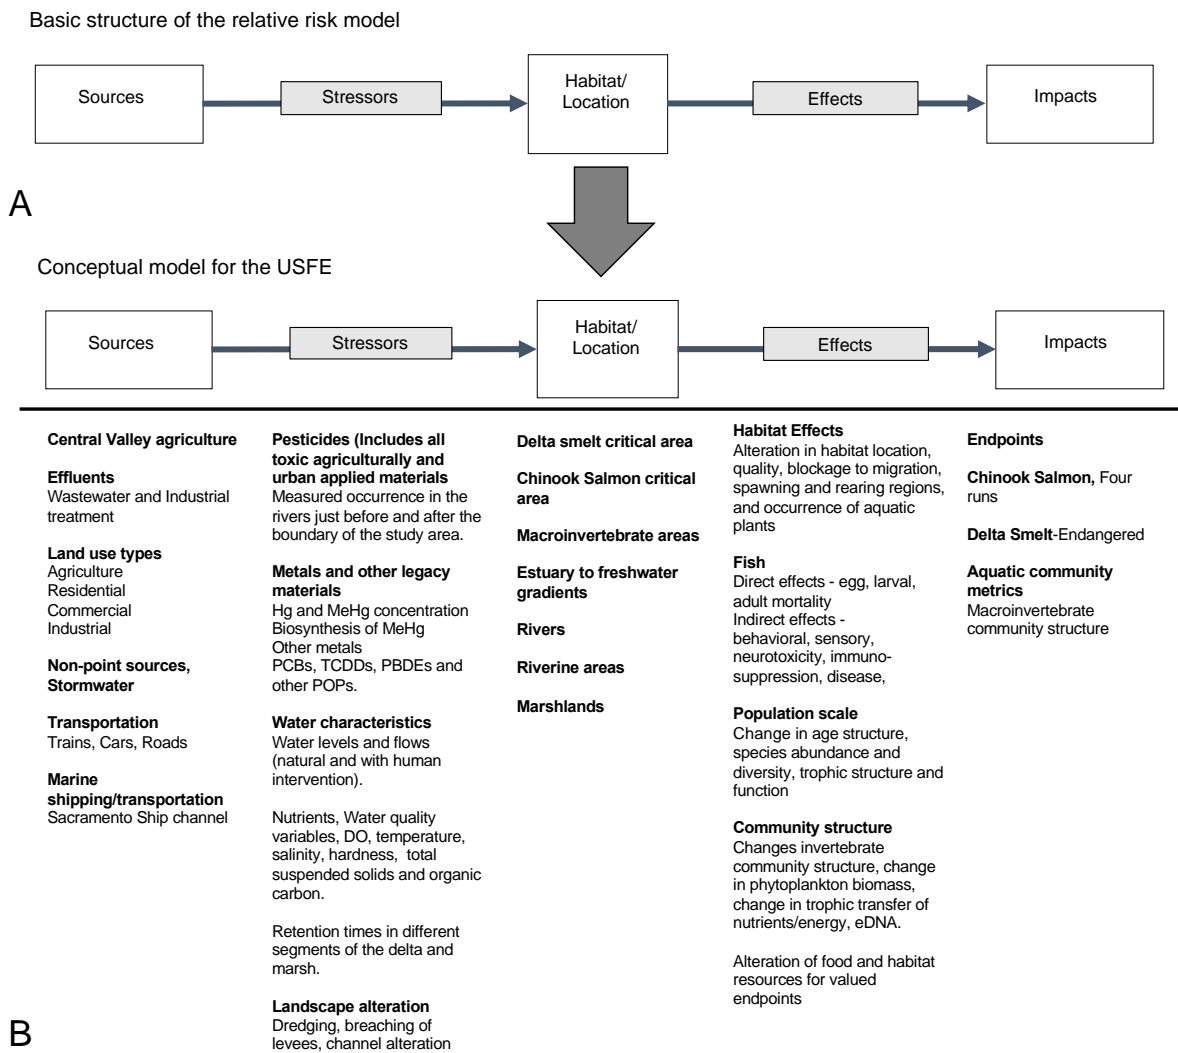 Basic structure of the relative risk model
Sources
Stressors
Habitat/
Location
Effects
Impacts
A
Conceptual model for the USFE
Sources
Stressors
Habitat/
Location
Effects
Impacts
Central Valley agriculture
Effluents
Wastewater and Industrial
treatment
Land use types
Agriculture
Residential
Commercial
Industrial
Non-point sources,
Stormwater
Transportation
Trains, Cars, Roads
Marine
shipping/transportation
Sacramento Ship channel
Pesticides (Includes all
toxic agriculturally and
urban applied materials
Measured occurrence in the
rivers just before and after the
boundary of the study area.
Metals and other legacy
materials
Hg and MeHg concentration
Biosynthesis of MeHg
Other metals
PCBs, TCDDs, PBDEs and
other POPs.
Water characteristics
Water levels and flows
(natural and with human
intervention).
Nutrients, Water quality
variables, DO, temperature,
salinity, hardness, total
suspended solids and organic
carbon.
Retention times in different
segments of the delta and
marsh.
Landscape alteration
Dredging, breaching of
levees, channel alteration
Delta smelt critical area
Chinook Salmon critical
area
Macroinvertebrate areas
Estuary to freshwater
gradients
Rivers
Riverine areas
Marshlands
Habitat Effects
Alteration in habitat location,
quality, blockage to migration,
spawning and rearing regions,
and occurrence of aquatic
plants
Fish
Direct effects - egg, larval,
adult mortality
Indirect effects -
behavioral, sensory,
neurotoxicity, immuno-
suppression, disease,
Population scale
Change in age structure,
species abundance and
diversity, trophic structure and
function
Community structure
Changes invertebrate
community structure, change
in phytoplankton biomass,
change in trophic transfer of
nutrients/energy, eDNA.
Alteration of food and habitat
resources for valued
endpoints
Endpoints
Chinook Salmon, Four
runs
Delta Smelt-Endangered
Aquatic community
metrics
Macroinvertebrate
community structure
B